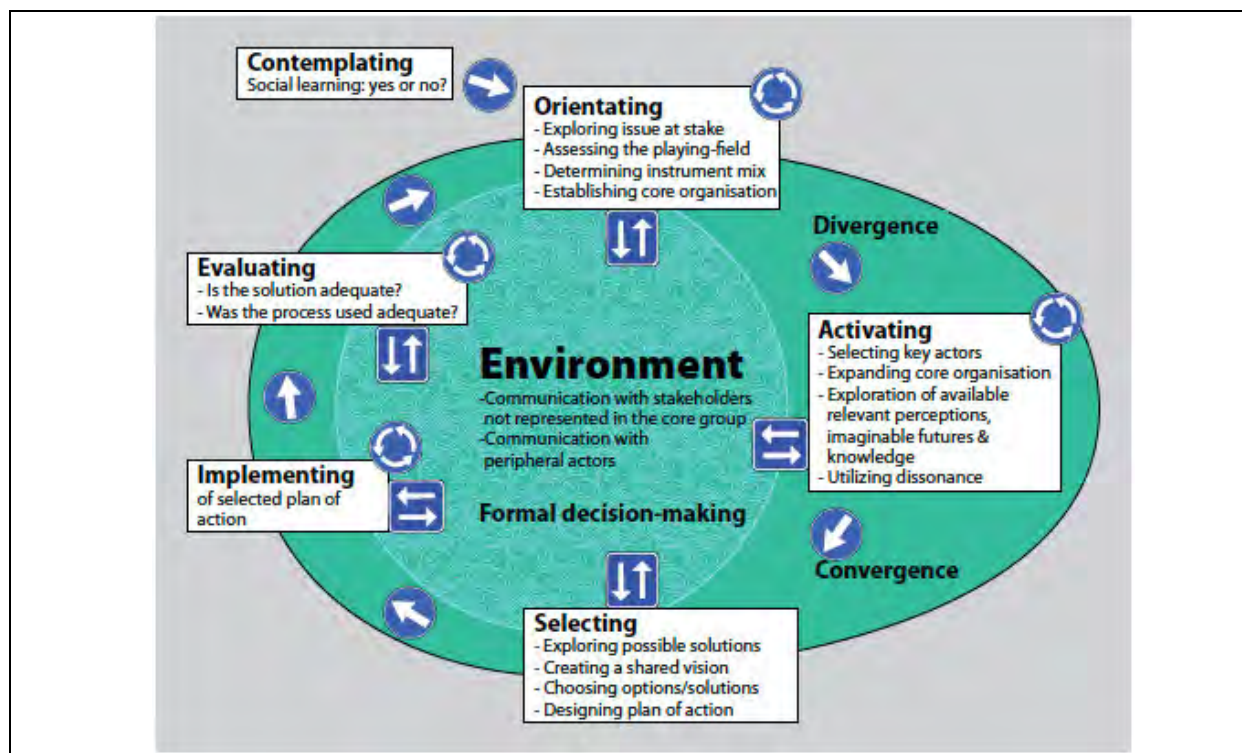 Contemplating
Social learning: yes or no?
Orientating
- Exploring issue at stake
- Assessing the playing-field
- Determining instrument mix
- Establishing core organisation
Divergence
Evaluating
- Is the solution adequate?
- Was the process used adequate?
Activating
- Selecting key actors
- Expanding core organisation
- Exploration of available
relevant perceptions,
imaginable futures &
knowledge
- Utilizing dissonance
Environment
-Communication with stakeholders
not represented in the core group
-Communication with
peripheral actors
Implementing
of selected plan of
action
Formal decision-making
Convergence
Selecting
- Exploring possible solutions
- Creating a shared vision
- Choosing options/solutions
- Designing plan of action